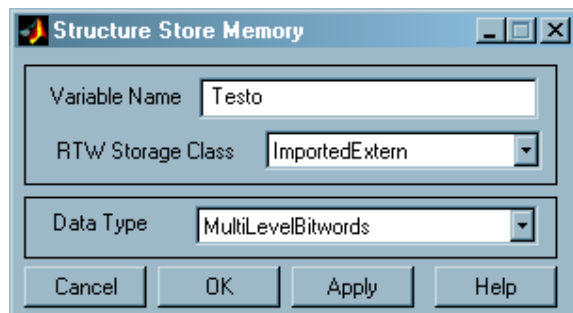 Structure Store Memory
Variable Name Testo
RTW Storage Class ImportedExtern
Data Type MultiLevelBitwords
Cancel OK Apply Help